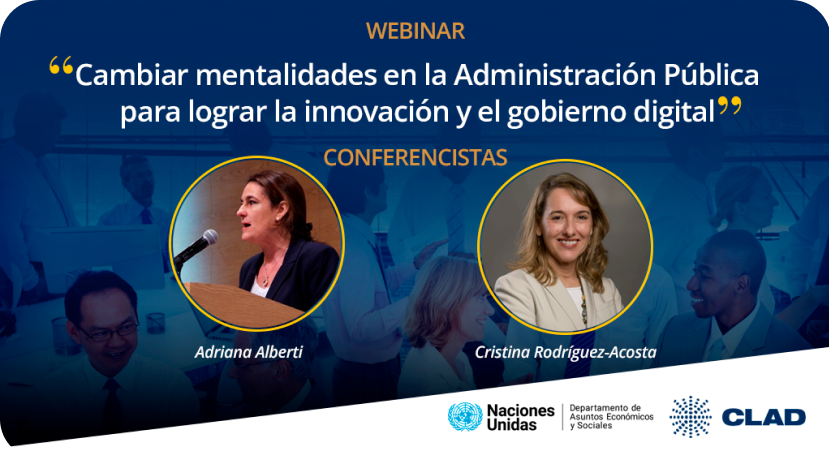 WEBINAR
“Cambiar mentalidades en la Administración Pública
para lograr la innovación y el gobierno digital”
CONFERENCISTAS
Adriana Alberti
Cristina Rodríguez-Acosta
Naciones
Unidas
Departamento de
Asuntos Económicos
y Sociales
CLAD